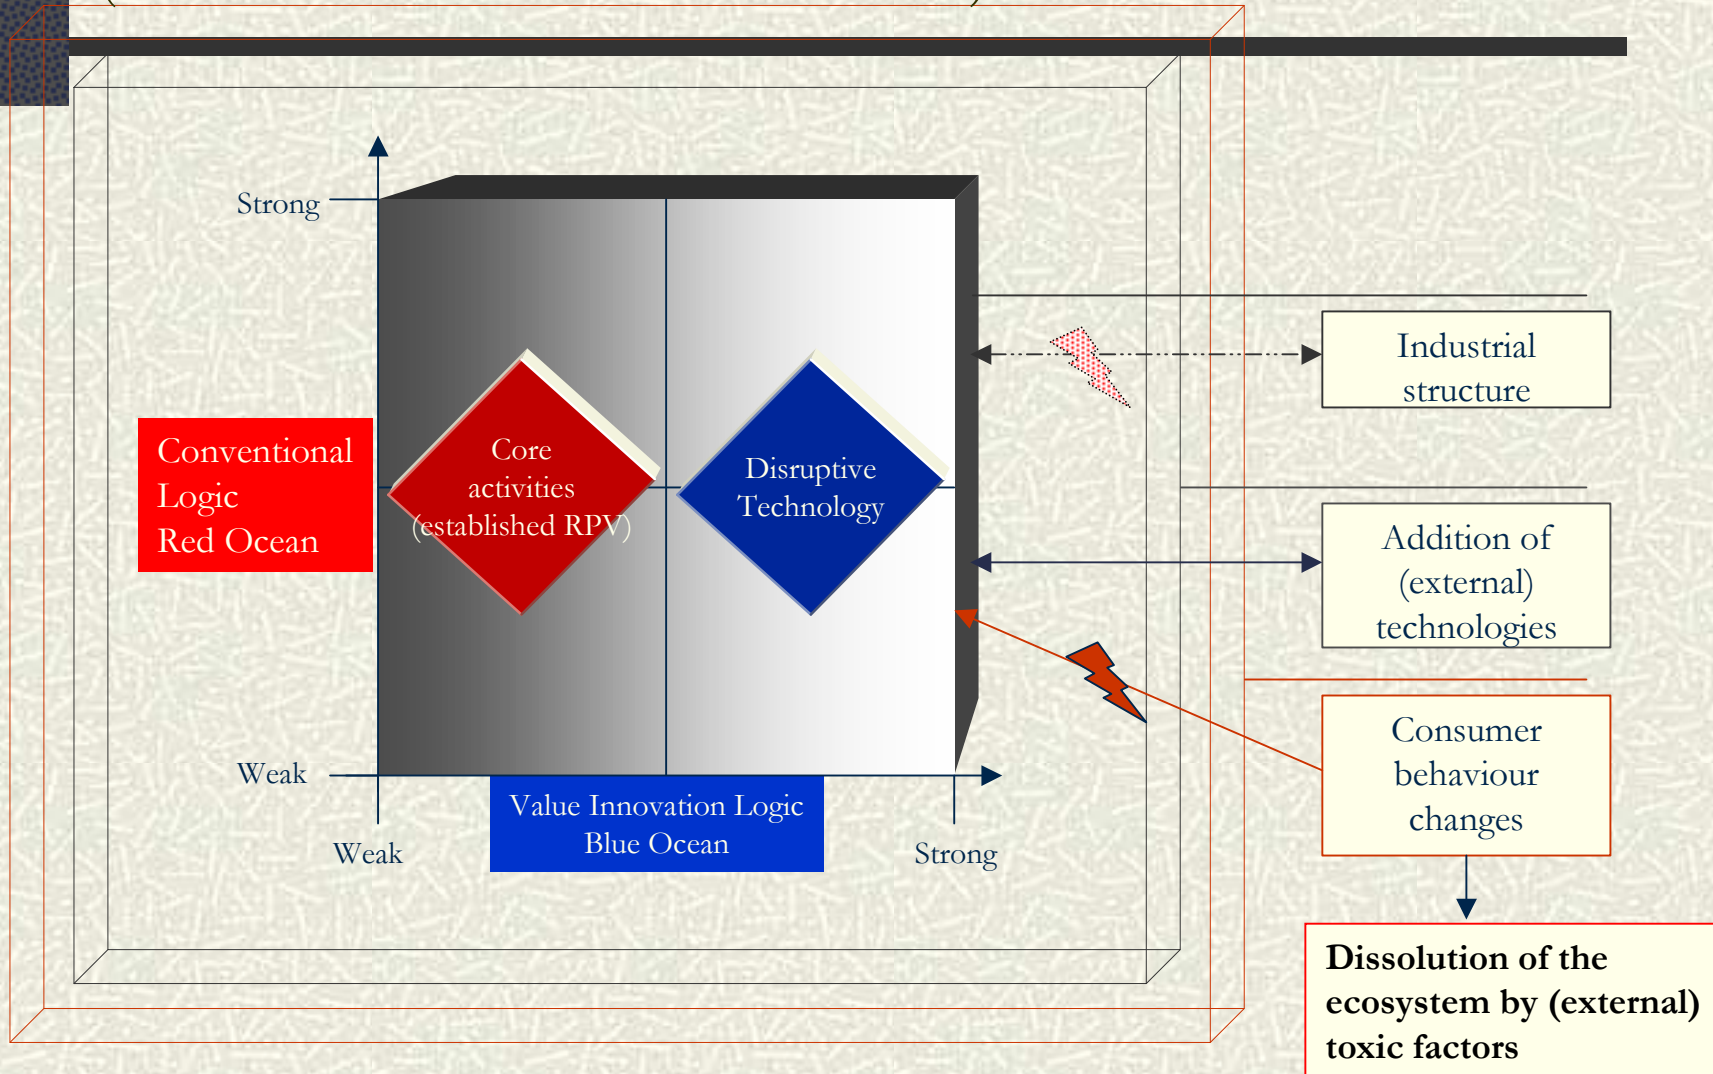 Strong
Industrial
structure
Conventional
Logic
Red Ocean
Core
activities
(established RPV)
Disruptive
Technology
Addition of
(external)
technologies
Consumer
behaviour
changes
Weak
Value Innovation Logic
Blue Ocean
Weak
Strong
Dissolution of the
ecosystem by (external)
toxic factors